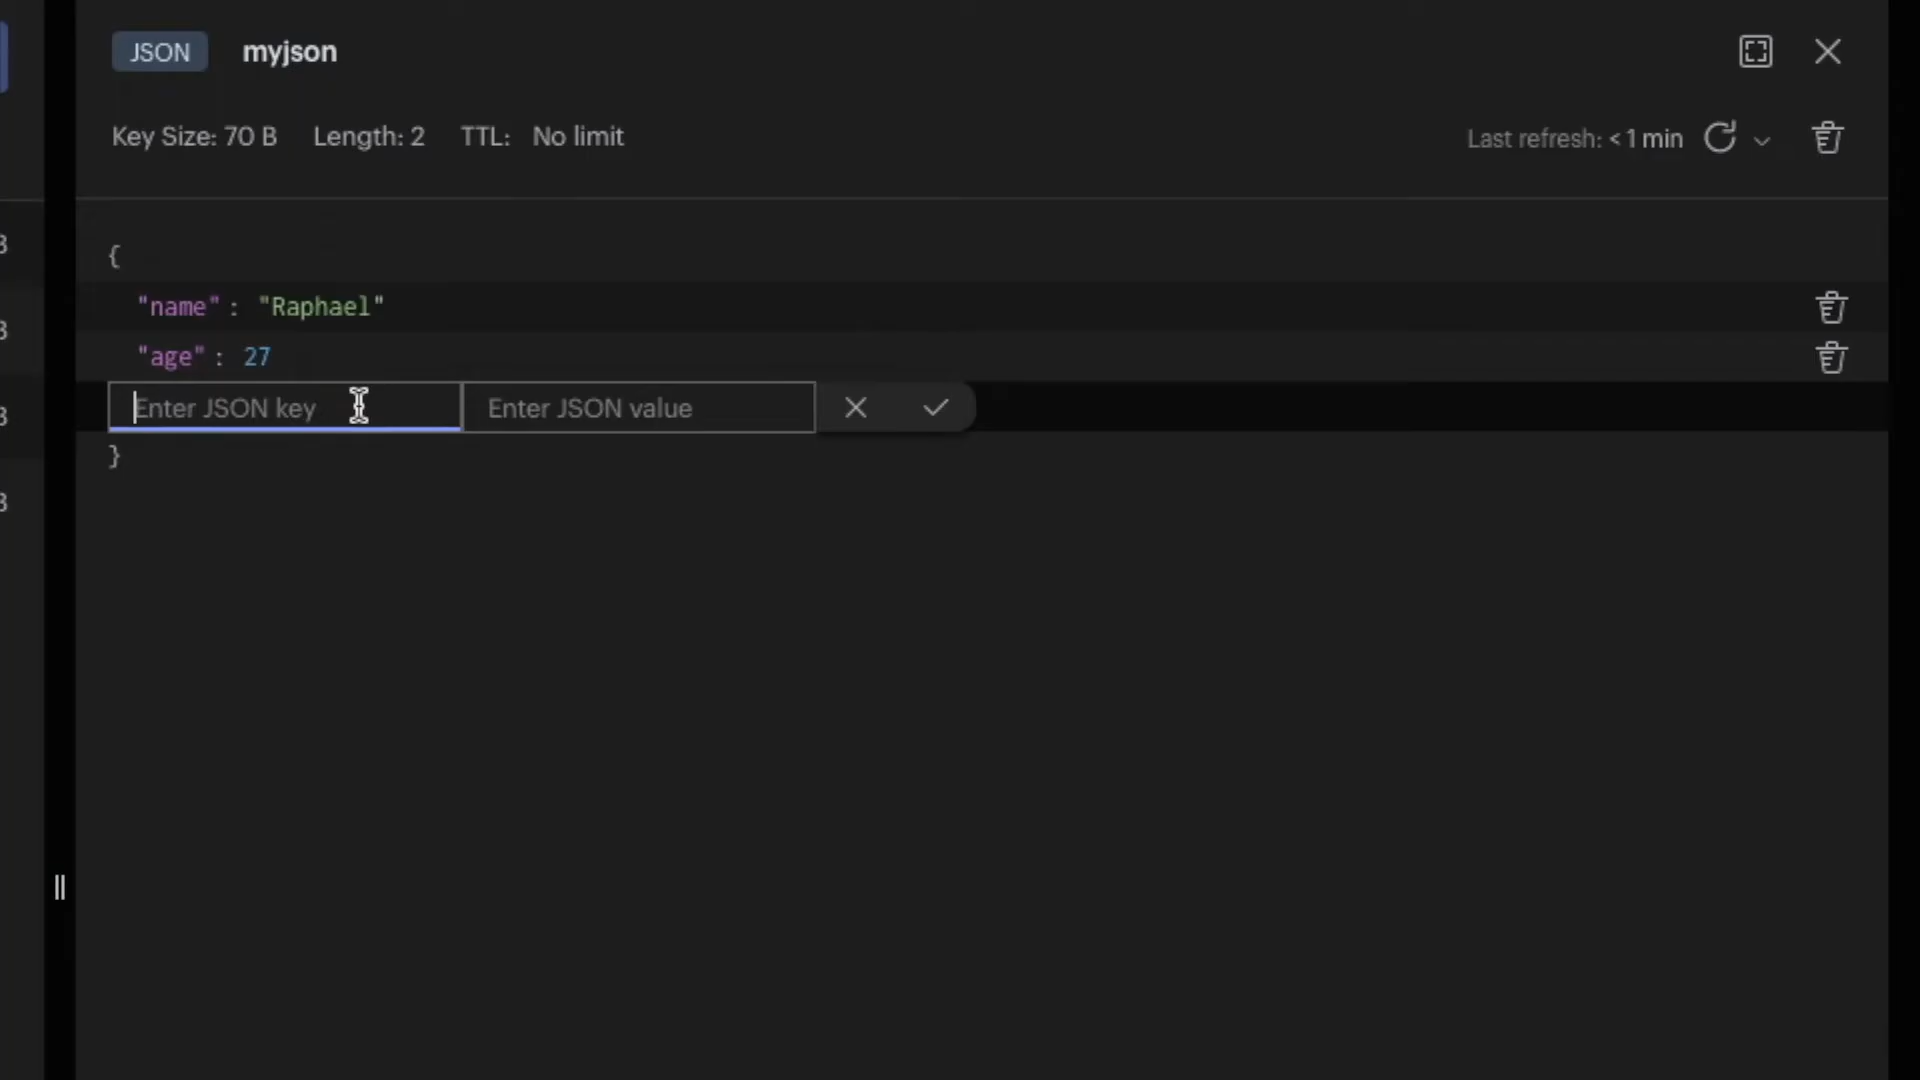 JSON myjson
Key Size: 70 B Length: 2 TTL: No limit Last refresh: <1 min
{
"name" : "Raphael"
"age" : 27
Enter JSON key Enter JSON value
}